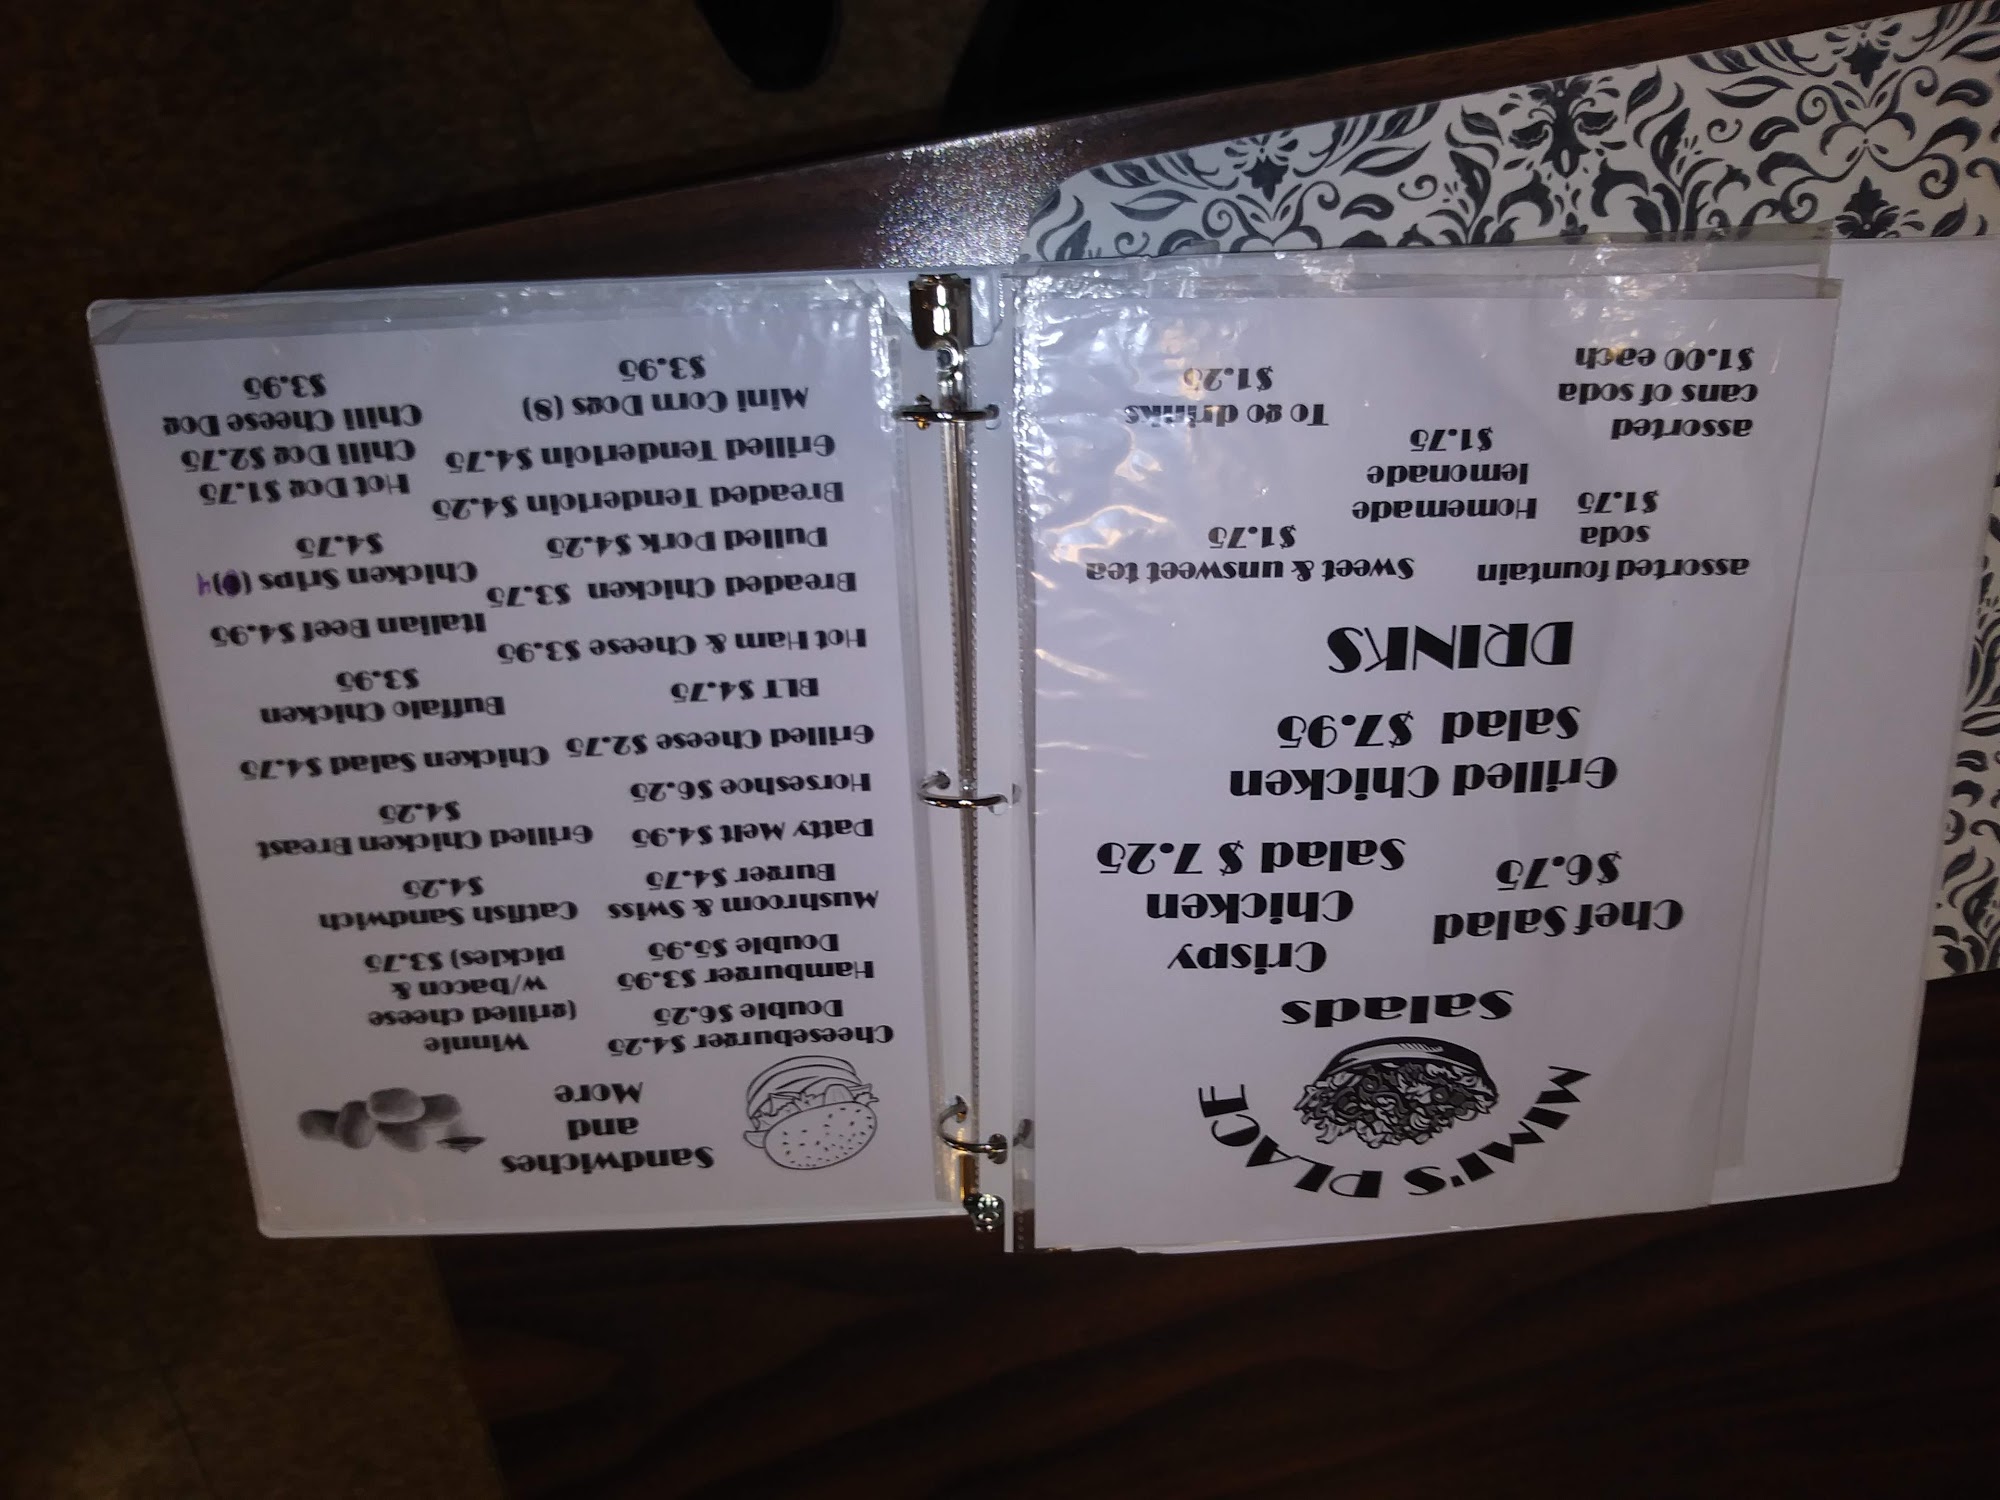 MIMI'S PLACE
Salads
Chef Salad
$6.75
Crispy
Chicken
Salad $ 7.25
Grilled Chicken
Salad $7.95
DRINKS
assorted fountain
soda
$1.75
Sweet & unsweet tea
$1.75
Homemade
lemonade
$1.75
assorted
cans of soda
$1.00 each
To go drinks
$1.25
Sandwiches
and
More
Cheeseburger $4.25
Double $6.25
Hamburger $3.95
Double $5.95
Mushroom & Swiss
Burger $4.75
Patty Melt $4.95
Horseshoe $6.25
Grilled Cheese $2.75
BLT $4.75
Hot Ham & Cheese $3.95
Breaded Chicken $3.75
Pulled Pork $4.25
Breaded Tenderloin $4.25
Grilled Tenderloin $4.75
Mini Corn Dogs (8)
$3.95
Winnie
(grilled cheese
w/bacon &
pickles) $3.75
Catfish Sandwich
$4.25
Grilled Chicken Breast
$4.25
Chicken Salad $4.75
Buffalo Chicken
$3.95
Italian Beef $4.95
Chicken Srips ( )4
$4.75
Hot Dog $1.75
Chili Dog $2.75
Chili Cheese Dog
$3.95